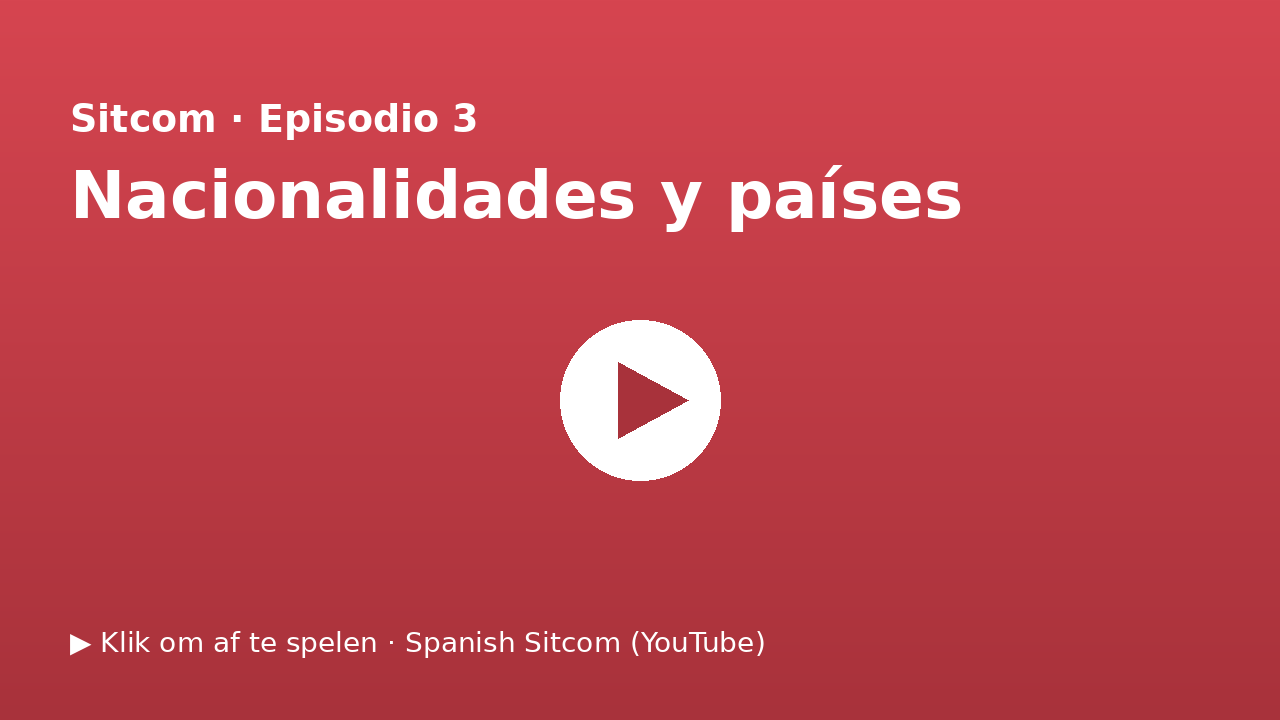 Sitcom · Episodio 3
Nacionalidades y países
▶ Klik om af te spelen · Spanish Sitcom (YouTube)